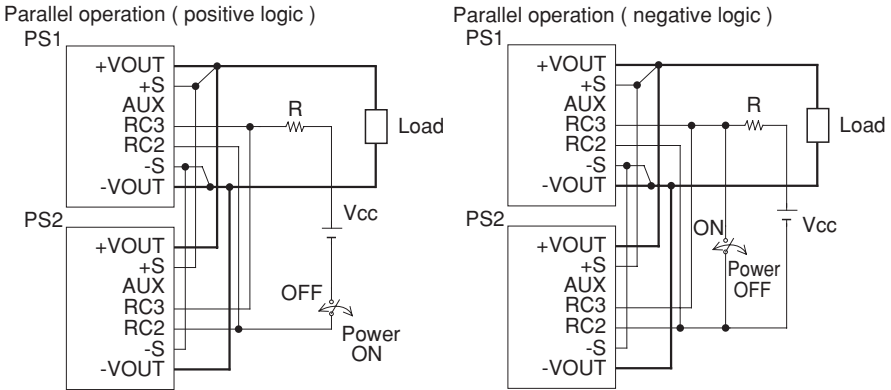 Parallel operation ( positive logic )
PS1
+VOUT
+S
AUX
RC3
RC2
-S
-VOUT
R
Load
Vcc
PS2
+VOUT
+S
AUX
RC3
RC2
-S
-VOUT
OFF
Power
ON
Parallel operation ( negative logic )
PS1
+VOUT
+S
AUX
RC3
RC2
-S
-VOUT
R
Load
Vcc
PS2
+VOUT
+S
AUX
RC3
RC2
-S
-VOUT
ON
Power
OFF